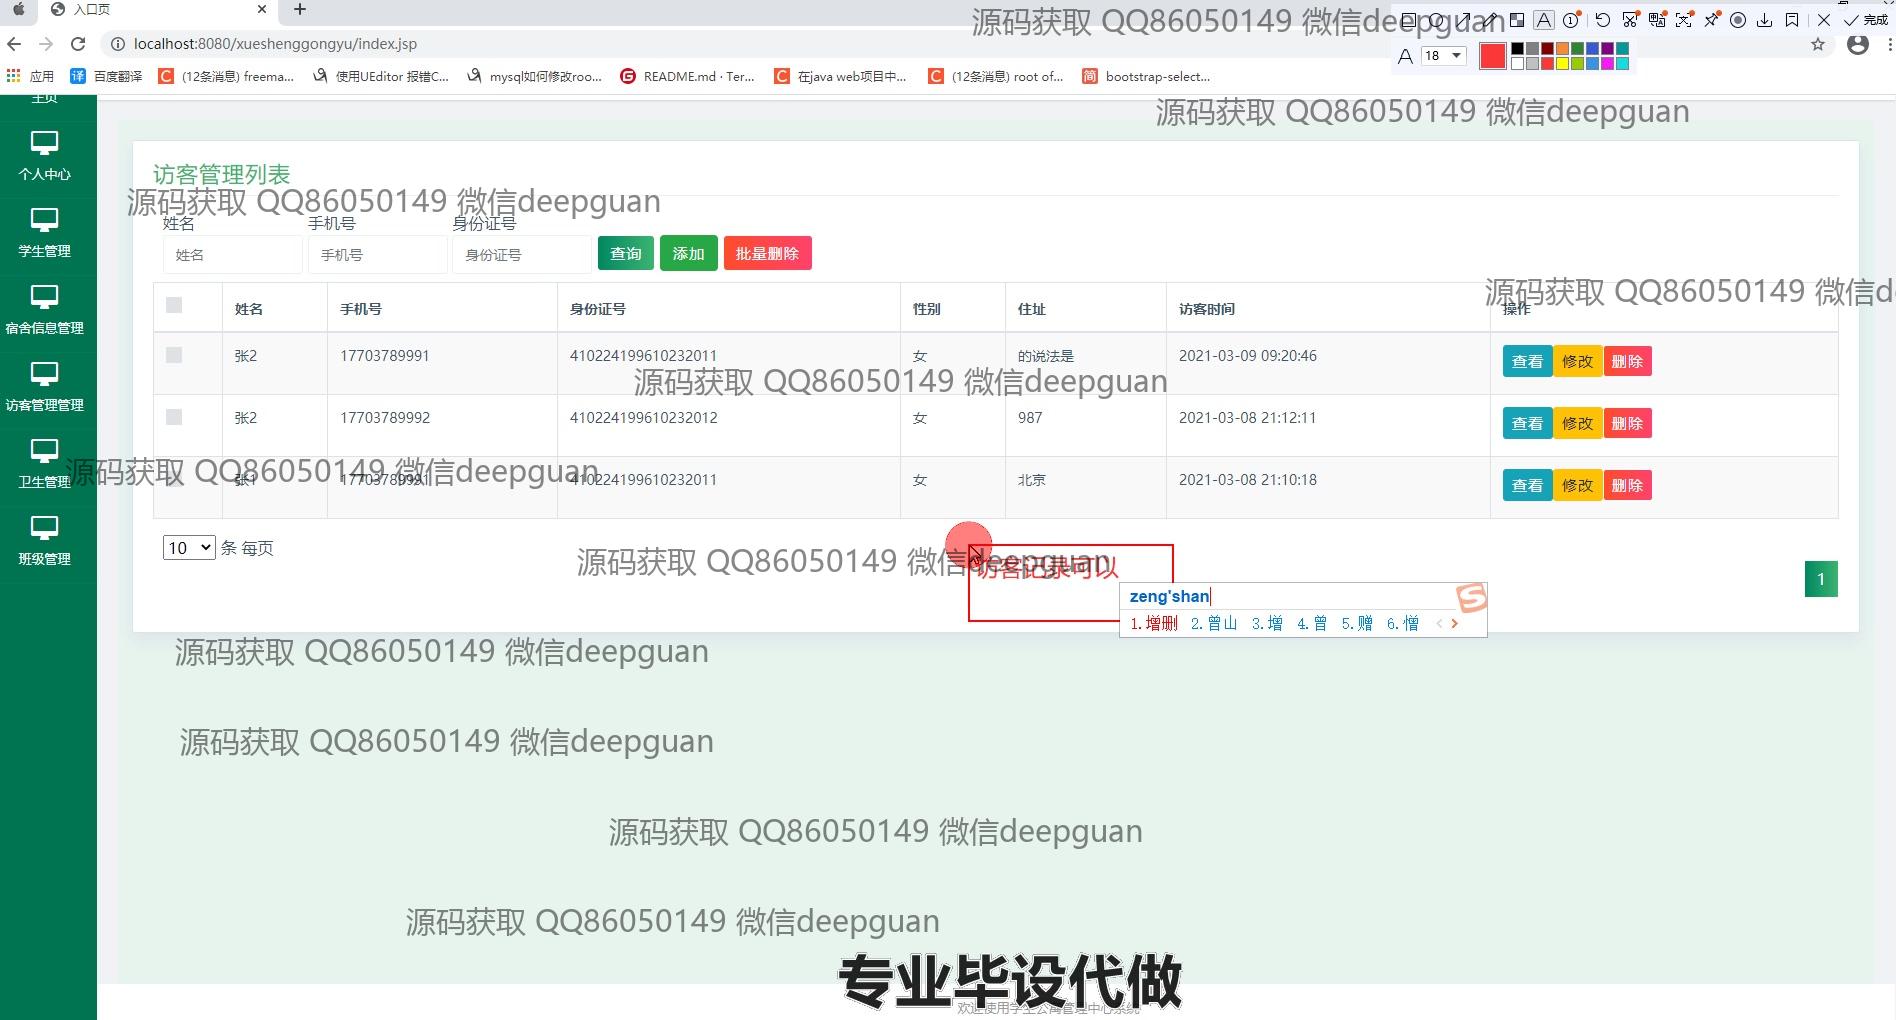 入口页
源码获取 QQ86050149 微信deepguan
完成
localhost:8080/xueshenggongyu/index.jsp
A 18
应用 百度翻译 (12条消息) freema... 使用UEditor 报错C... mysql如何修改roo... README.md · Ter... 在java web项目中... (12条消息) root of... bootstrap-select...
主页
源码获取 QQ86050149 微信deepguan
个人中心
访客管理列表
源码获取 QQ86050149 微信deepguan
姓名 手机号 身份证号
学生管理
姓名 手机号 身份证号 查询 添加 批量删除
源码获取 QQ86050149 微信d
姓名 手机号 身份证号 性别 住址 访客时间 操作
宿舍信息管理
张2 17703789991 410224199610232011 女 的说法是 2021-03-09 09:20:46 查看 修改 删除
源码获取 QQ86050149 微信deepguan
访客管理管理
张2 17703789992 410224199610232012 女 987 2021-03-08 21:12:11 查看 修改 删除
源码获取 QQ86050149 微信deepguan
卫生管理
张1 17703789991 410224199610232011 女 北京 2021-03-08 21:10:18 查看 修改 删除
10 条 每页
班级管理
源码获取 QQ86050149 微信deepguan
访客记录可以
1
zeng'shan
1.增删 2.曾山 3.增 4.曾 5.赠 6.憎
源码获取 QQ86050149 微信deepguan
源码获取 QQ86050149 微信deepguan
源码获取 QQ86050149 微信deepguan
源码获取 QQ86050149 微信deepguan
专业毕设代做
欢迎使用学生公寓管理中心系统